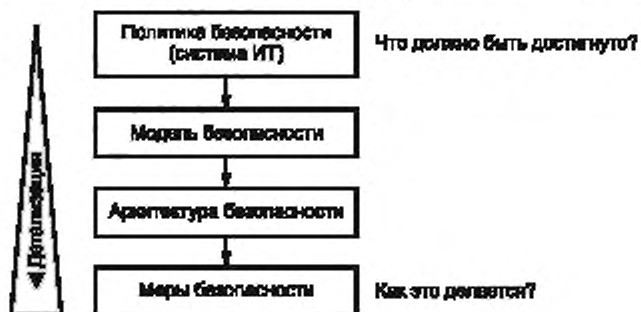 Политика безопасности
(система ИТ)
Что должно быть достигнуто?
Модель безопасности
Детализация
Архитектура безопасности
Меры безопасности
Как это делается?